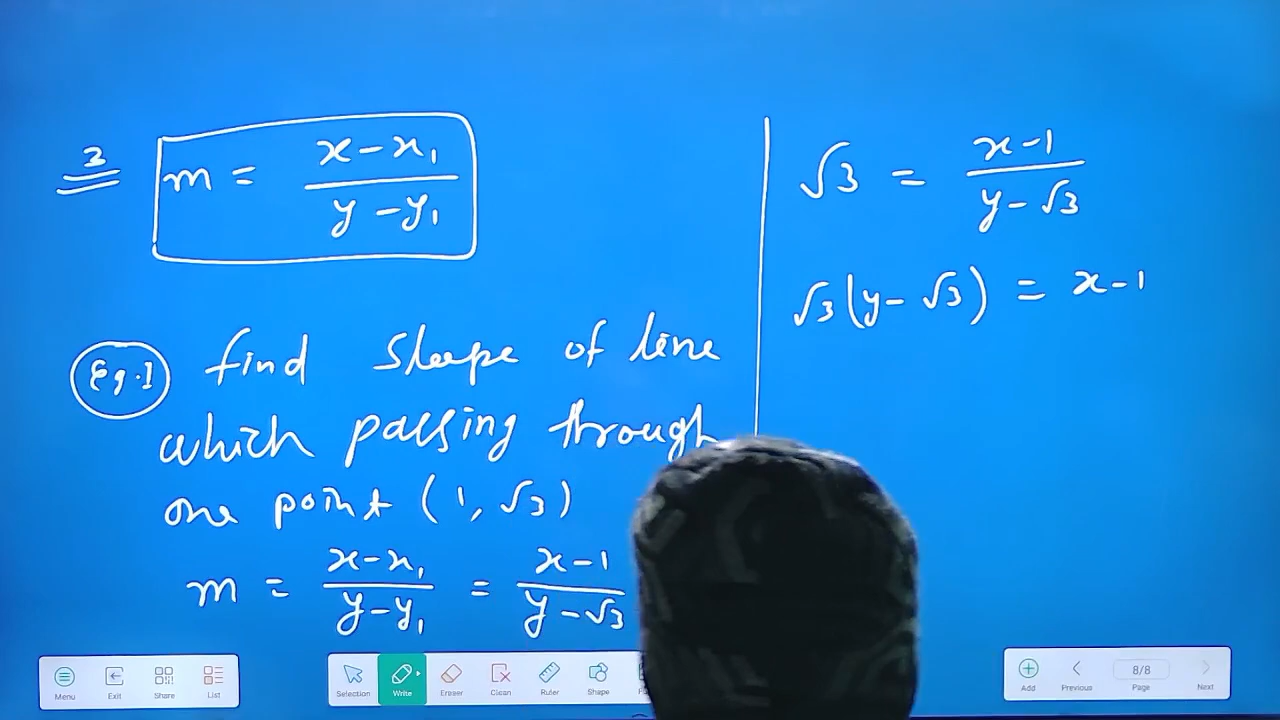 3
m = (x-x₁)/(y-y₁)
Eg.1 find slope of line
which passing through
one point (1, √3)
m = (x-x₁)/(y-y₁) = (x-1)/(y-√3)
√3 = (x-1)/(y-√3)
√3(y-√3) = x-1
Menu Exit Share List
Selection Write Eraser Clean Ruler Shape
Add Previous 8/8 Page Next